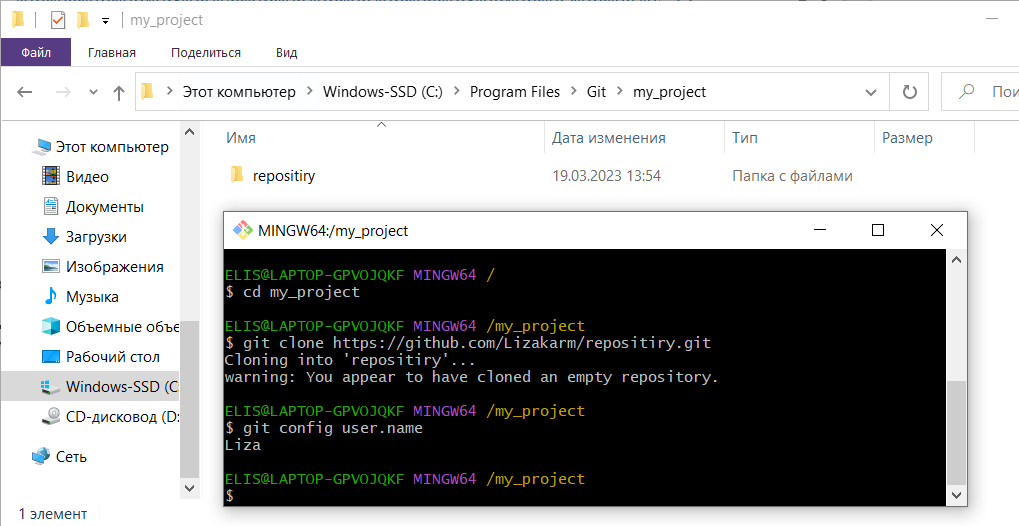 my_project
Файл Главная Поделиться Вид
Этот компьютер Windows-SSD (C:) Program Files Git my_project Пои
Имя Дата изменения Тип Размер
repositiry 19.03.2023 13:54 Папка с файлами
Этот компьютер
Видео
Документы
Загрузки
Изображения
Музыка
Объемные объе
Рабочий стол
Windows-SSD (C
CD-дисковод (D:
Сеть
1 элемент
MINGW64:/my_project
ELIS@LAPTOP-GPVOJQKF MINGW64 /
$ cd my_project
ELIS@LAPTOP-GPVOJQKF MINGW64 /my_project
$ git clone https://github.com/Lizakarm/repositiry.git
Cloning into 'repositiry'...
warning: You appear to have cloned an empty repository.
ELIS@LAPTOP-GPVOJQKF MINGW64 /my_project
$ git config user.name
Liza
ELIS@LAPTOP-GPVOJQKF MINGW64 /my_project
$